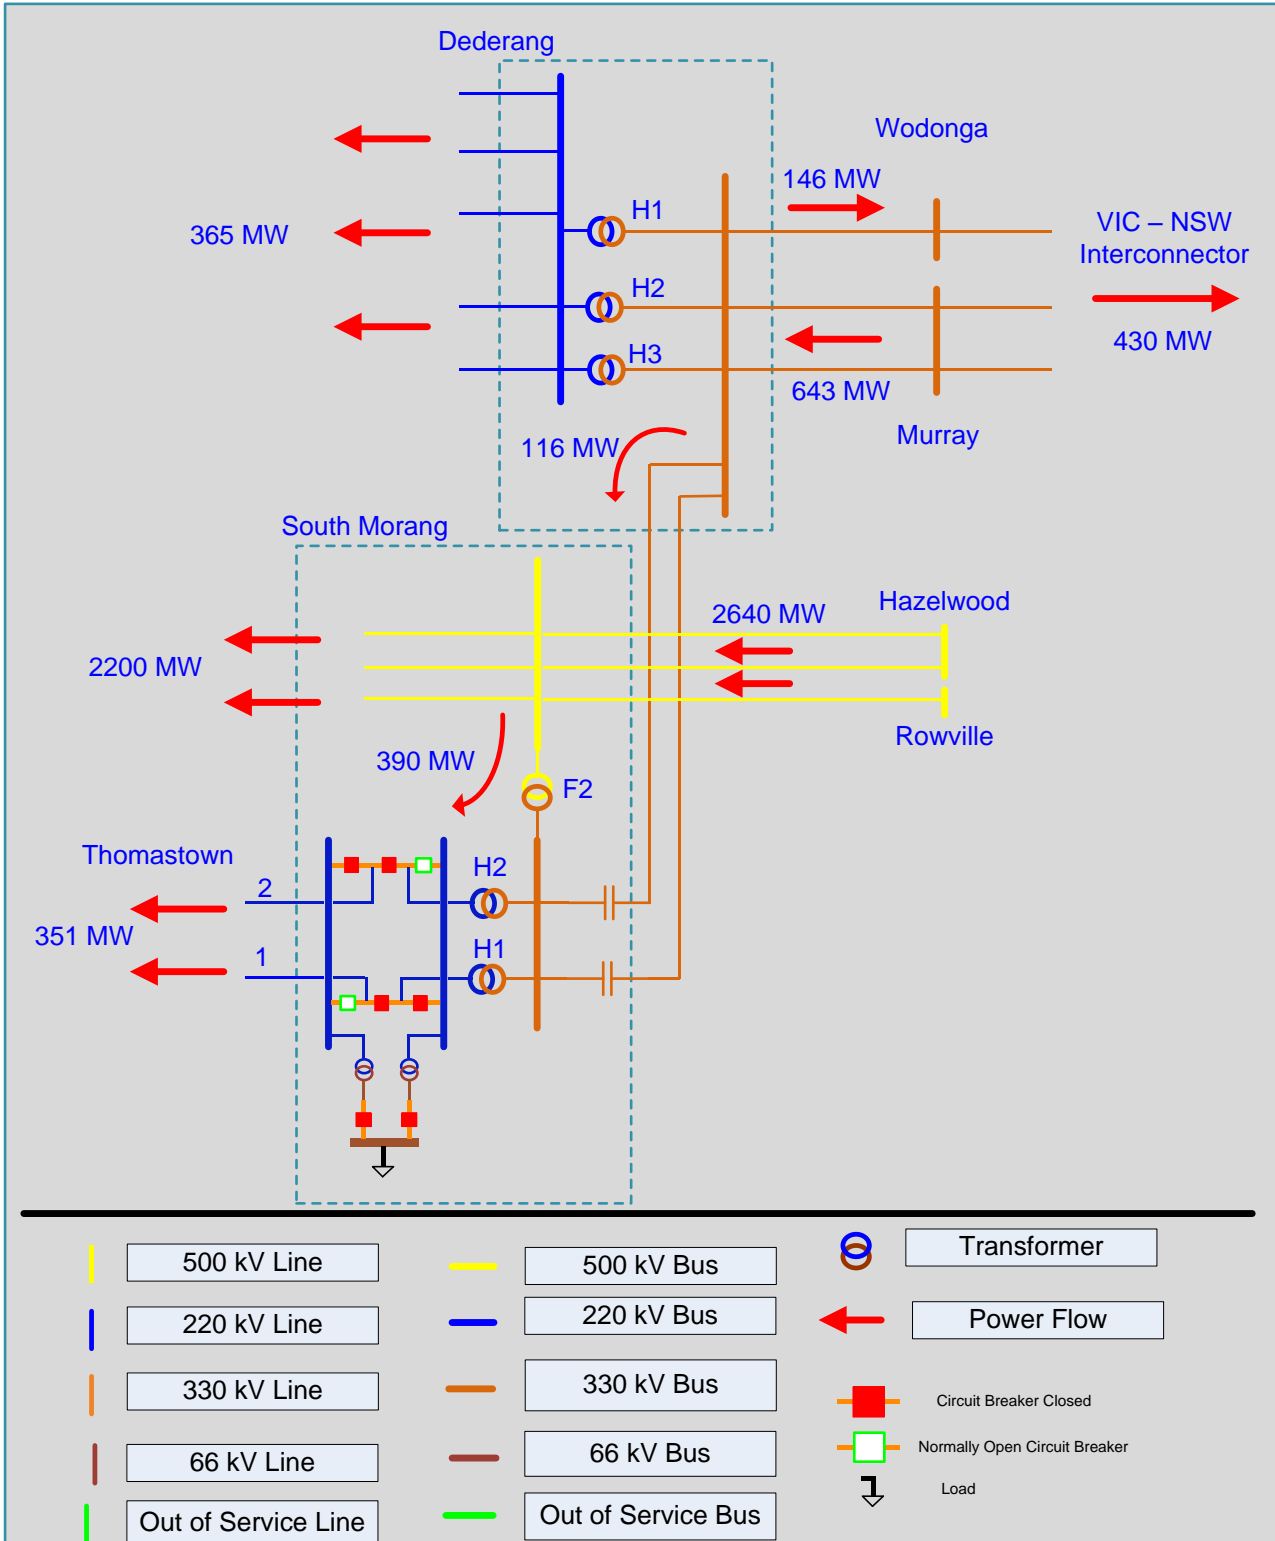 Dederang
Wodonga
146 MW
H1
VIC – NSW
Interconnector
365 MW
H2
430 MW
H3
643 MW
116 MW
Murray
South Morang
2640 MW
Hazelwood
2200 MW
Rowville
390 MW
F2
Thomastown
H2
2
351 MW
H1
1
500 kV Line
500 kV Bus
Transformer
220 kV Line
220 kV Bus
Power Flow
330 kV Line
330 kV Bus
Circuit Breaker Closed
66 kV Line
66 kV Bus
Normally Open Circuit Breaker
Load
Out of Service Line
Out of Service Bus